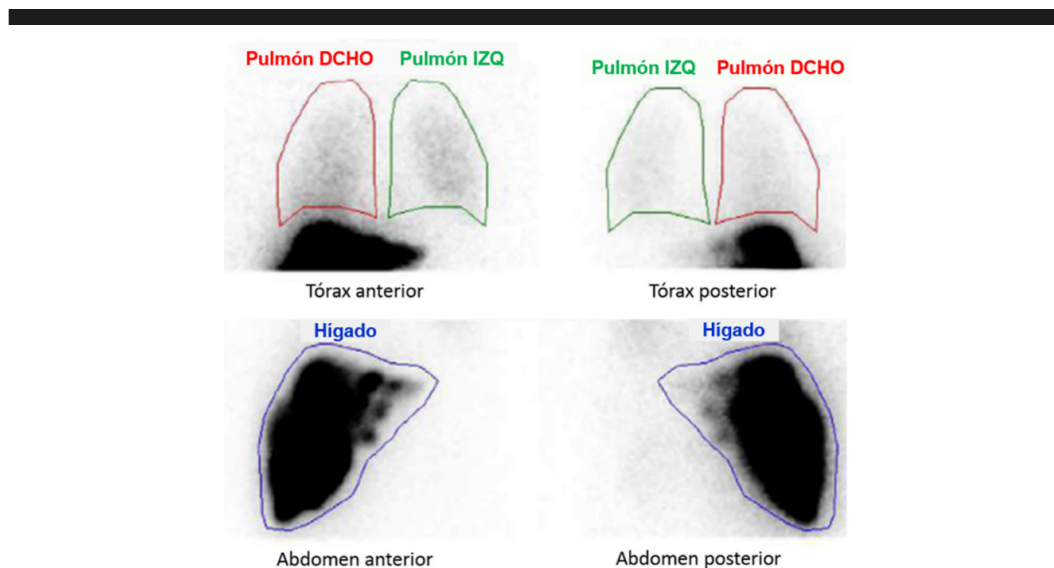 Pulmón DCHO Pulmón IZQ
Pulmón IZQ Pulmón DCHO
Tórax anterior
Tórax posterior
Hígado
Hígado
Abdomen anterior
Abdomen posterior